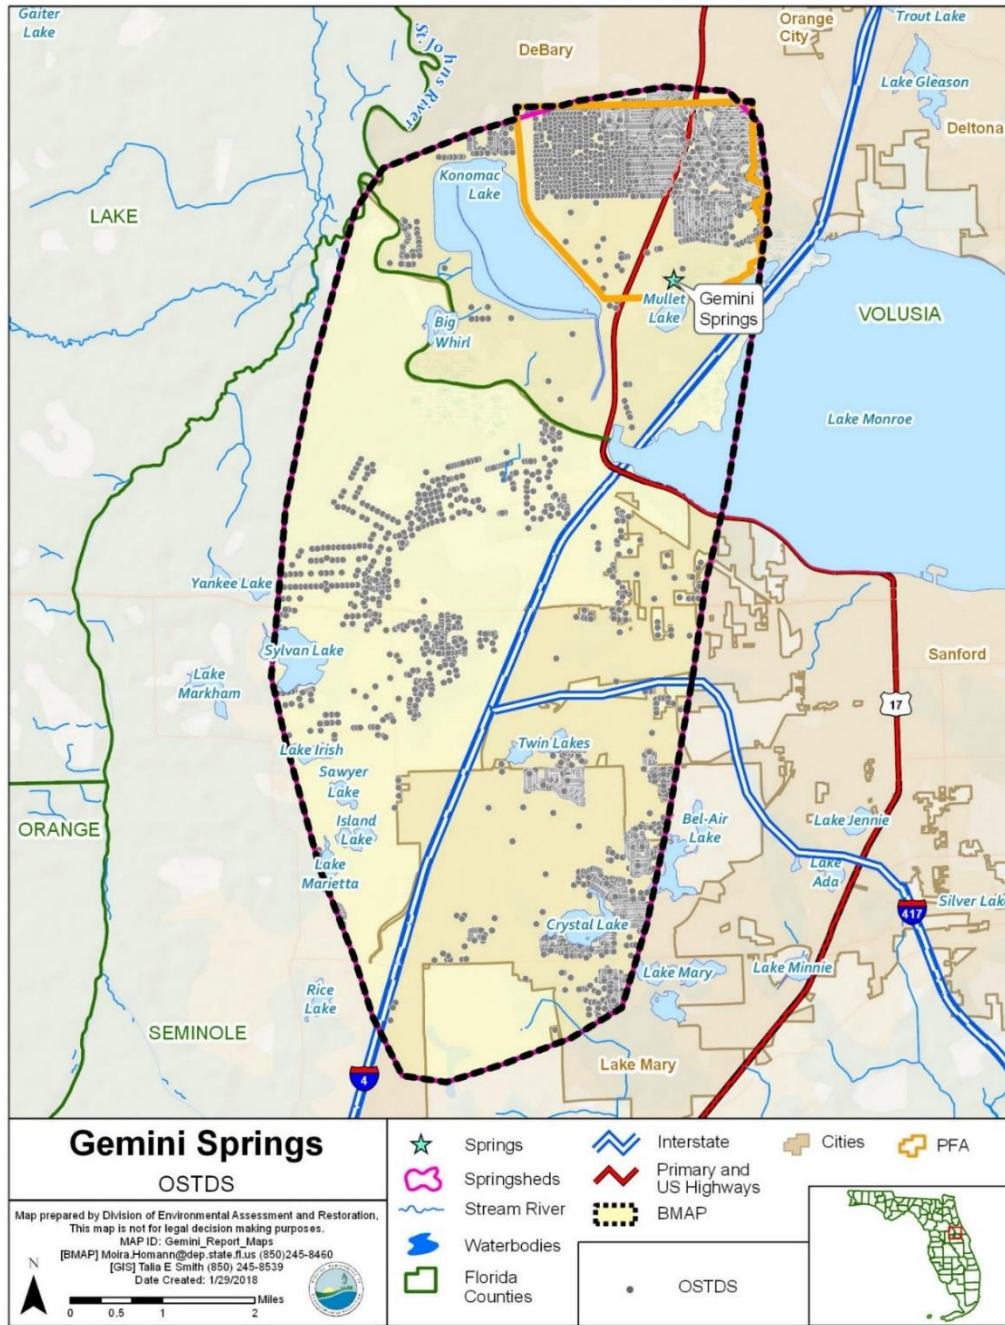 Gaiter
Lake
St. Johns River
DeBary
Orange
City
Trout Lake
Lake Gleason
Deltona
Konomac
Lake
LAKE
Mullet
Lake
Gemini
Springs
VOLUSIA
Big
Whirl
Lake Monroe
Yankee Lake
Sylvan Lake
Lake
Markham
Sanford
17
Lake Irish
Twin Lakes
Sawyer
Lake
Island
Lake
Bel-Air
Lake
Lake Jennie
ORANGE
Lake
Marietta
Lake
Ada
Silver Lake
417
Crystal Lake
Lake Mary
Lake Minnie
Rice
Lake
SEMINOLE
Lake Mary
4
Gemini Springs
OSTDS
Map prepared by Division of Environmental Assessment and Restoration.
This map is not for legal decision making purposes.
MAP ID: Gemini_Report_Maps
[BMAP] Moira.Homann@dep.state.fl.us (850)245-8460
[GIS] Talia E Smith (850) 245-8539
Date Created: 1/29/2018
N
Miles
0 0.5 1 2
Springs
Springsheds
Stream River
Waterbodies
Florida
Counties
Interstate
Primary and
US Highways
BMAP
Cities
PFA
OSTDS